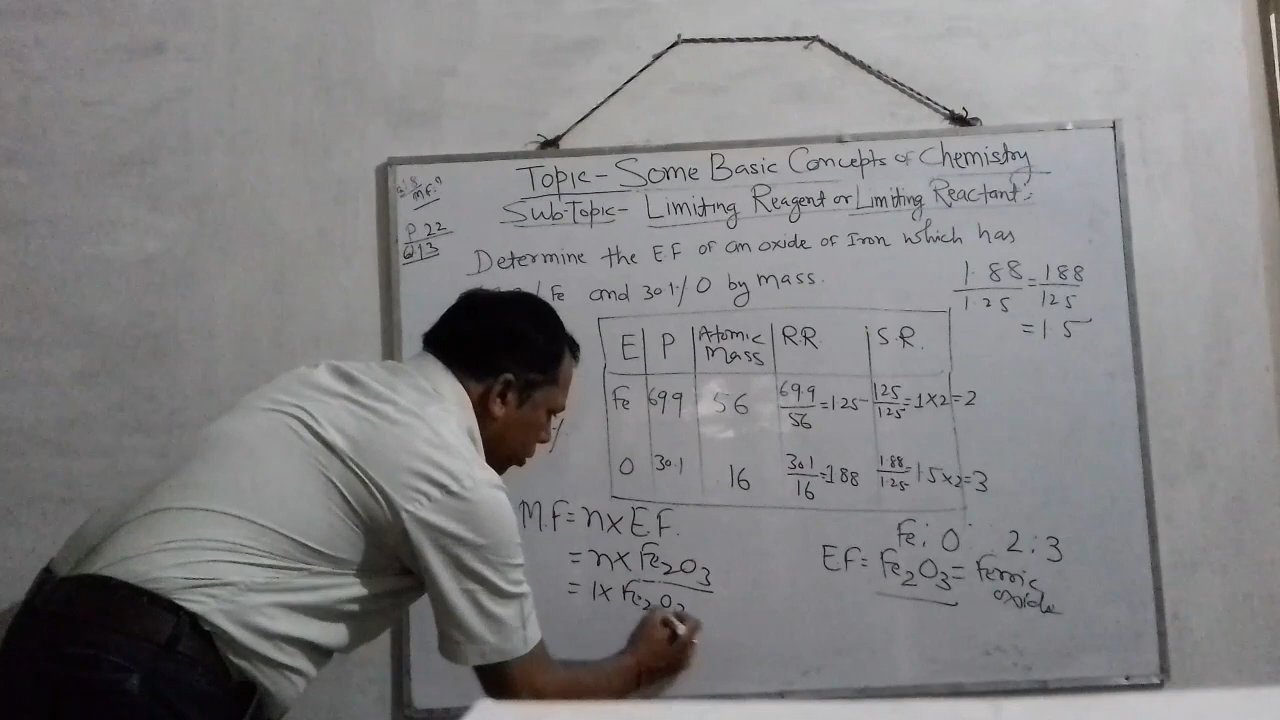 Topic - Some Basic Concepts of Chemistry
Sub-Topic - Limiting Reagent or Limiting Reactant :-
M.F.?
P. 22
Q 13
Determine the E.F of an oxide of Iron which has
Fe and 30.1% O by mass.
1.88/1.25 = 188/125
= 1.5
E P Atomic Mass R.R. S.R.
Fe 69.9 56 69.9/56 = 1.25 1.25/1.25 = 1 x 2 = 2
O 30.1 16 30.1/16 = 1.88 1.88/1.25 = 1.5 x 2 = 3
M.F = n x E.F.
= n x Fe2O3
= 1 x Fe2O3
Fe : O 2 : 3
EF = Fe2O3 = Ferric oxide